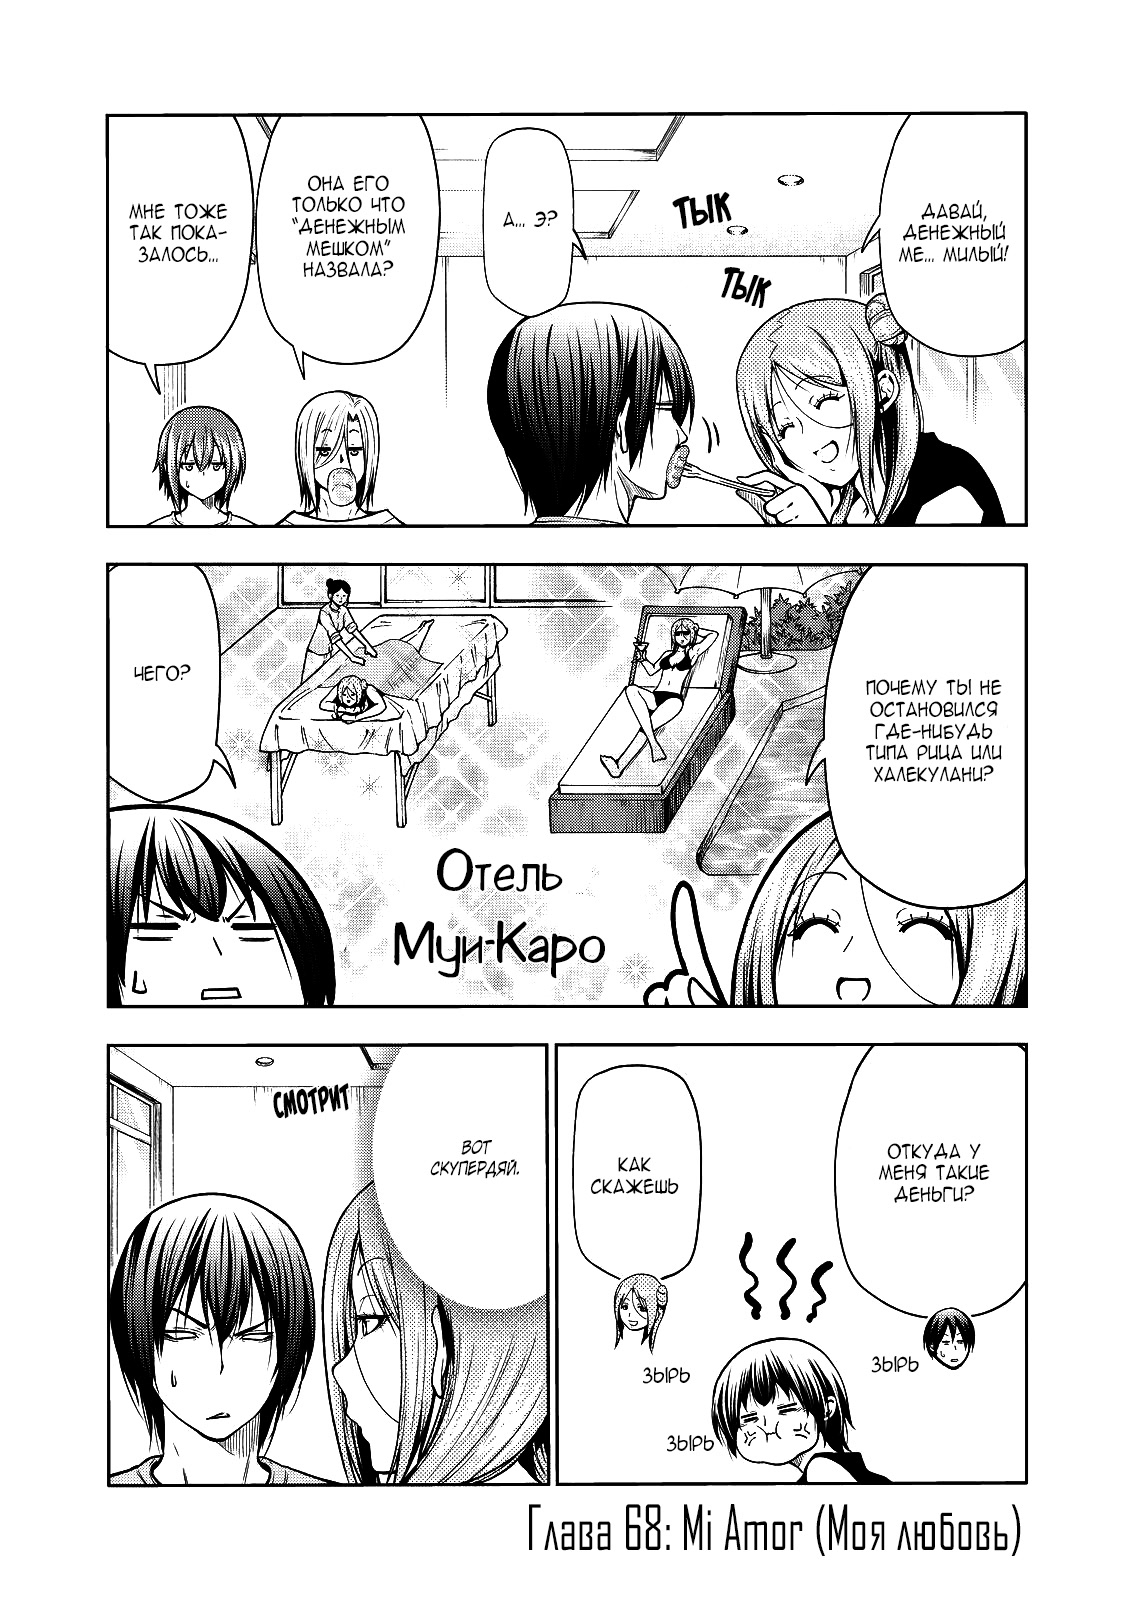 ДАВАЙ,
ДЕНЕЖНЫЙ
МЕ... МИЛЫЙ!
ТЫК
ТЫК
А... Э?
ОНА ЕГО
ТОЛЬКО ЧТО
"ДЕНЕЖНЫМ
МЕШКОМ"
НАЗВАЛА?
МНЕ ТОЖЕ
ТАК ПОКА-
ЗАЛОСЬ...
ПОЧЕМУ ТЫ НЕ
ОСТАНОВИЛСЯ
ГДЕ-НИБУДЬ
ТИПА РИЦА ИЛИ
ХАЛЕКУЛАНИ?
ЧЕГО?
Отель
Муи-Каро
ОТКУДА У
МЕНЯ ТАКИЕ
ДЕНЬГИ?
КАК
СКАЖЕШЬ
ЗЫРЬ
ЗЫРЬ
ЗЫРЬ
ВОТ
СКУПЕРДЯЙ.
СМОТРИТ
Глава 68: Mi Amor (Моя любовь)